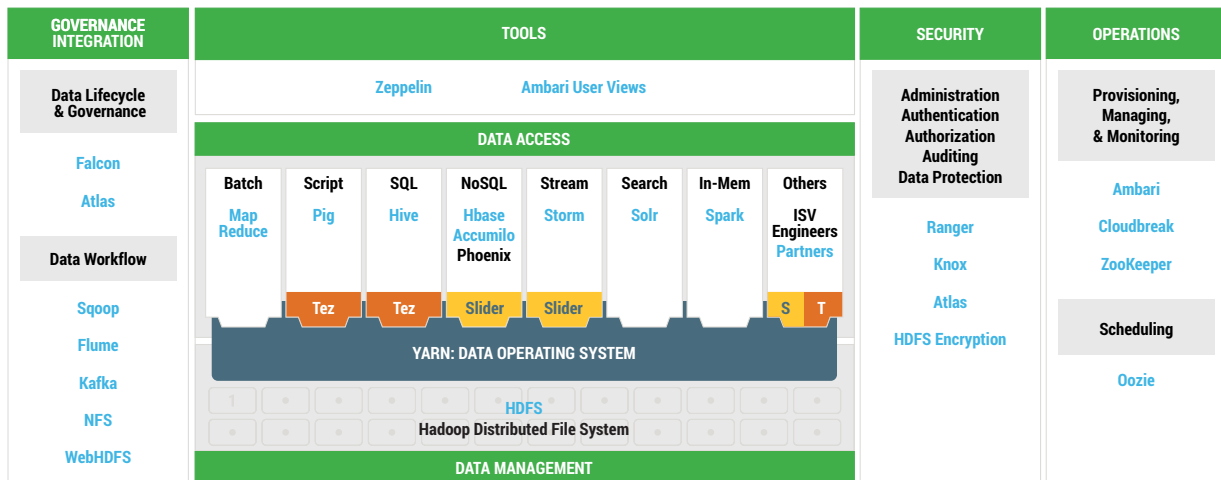 GOVERNANCE
INTEGRATION
Data Lifecycle
& Governance
Falcon
Atlas
Data Workflow
Sqoop
Flume
Kafka
NFS
WebHDFS
TOOLS
Zeppelin
Ambari User Views
DATA ACCESS
Batch
Map
Reduce
Script
Pig
Tez
SQL
Hive
Tez
NoSQL
Hbase
Accumilo
Phoenix
Slider
Stream
Storm
Slider
Search
Solr
In-Mem
Spark
Others
ISV
Engineers
Partners
S
T
YARN: DATA OPERATING SYSTEM
1
HDFS
Hadoop Distributed File System
DATA MANAGEMENT
SECURITY
Administration
Authentication
Authorization
Auditing
Data Protection
Ranger
Knox
Atlas
HDFS Encryption
OPERATIONS
Provisioning,
Managing,
& Monitoring
Ambari
Cloudbreak
ZooKeeper
Scheduling
Oozie